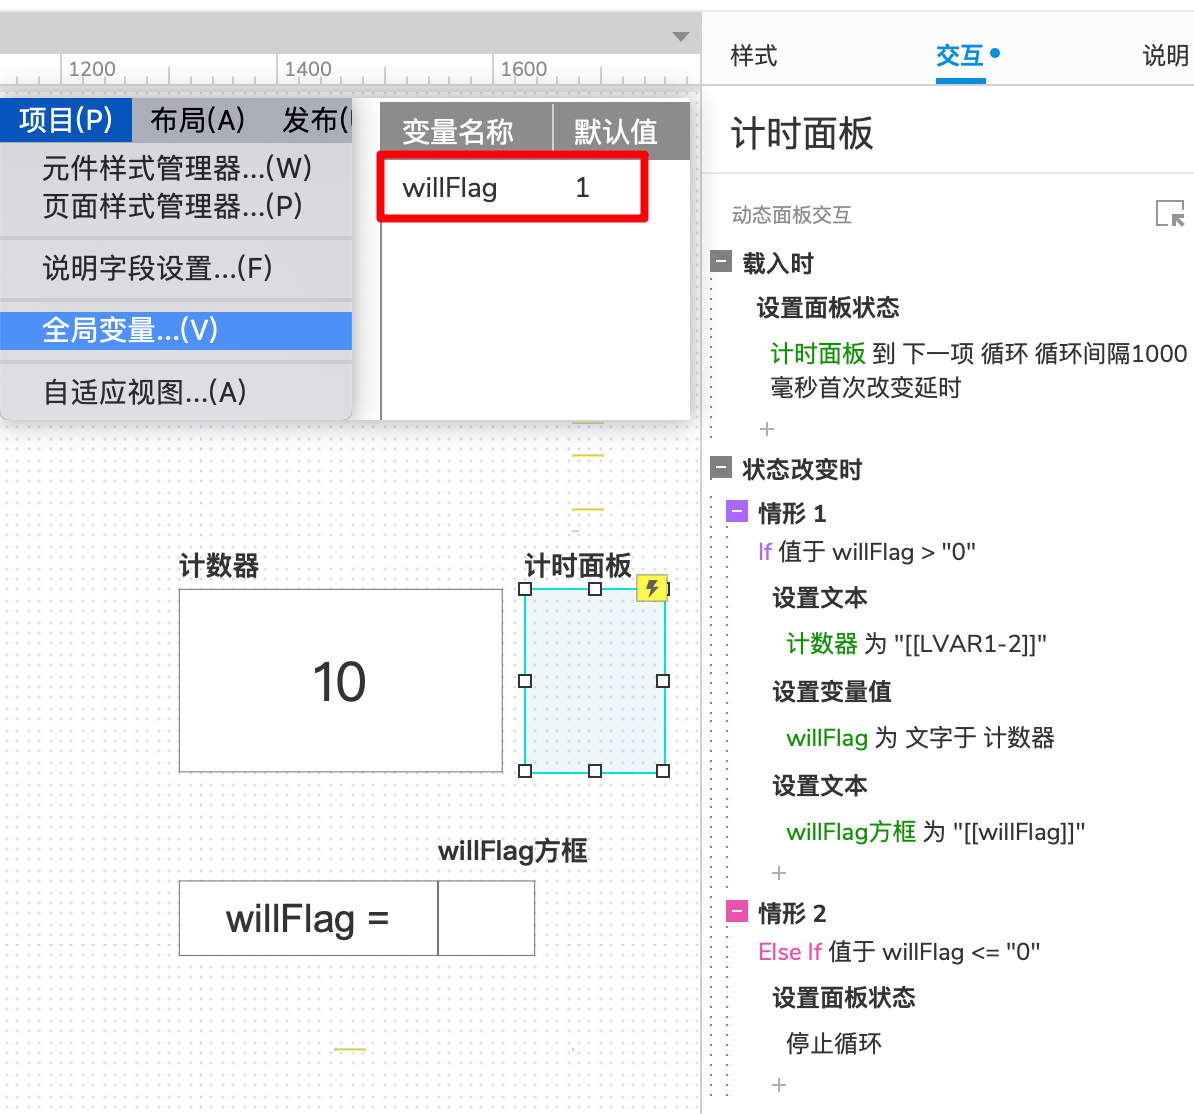 1200
1400
1600
项目(P)
布局(A)
发布(
元件样式管理器...(W)
页面样式管理器...(P)
说明字段设置...(F)
全局变量...(V)
自适应视图...(A)
变量名称
默认值
willFlag
1
计数器
10
计时面板
willFlag方框
willFlag =
样式
交互
说明
计时面板
动态面板交互
载入时
设置面板状态
计时面板 到 下一项 循环 循环间隔1000
毫秒首次改变延时
状态改变时
情形 1
If 值于 willFlag > "0"
设置文本
计数器 为 "[[LVAR1-2]]"
设置变量值
willFlag 为 文字于 计数器
设置文本
willFlag方框 为 "[[willFlag]]"
情形 2
Else If 值于 willFlag <= "0"
设置面板状态
停止循环